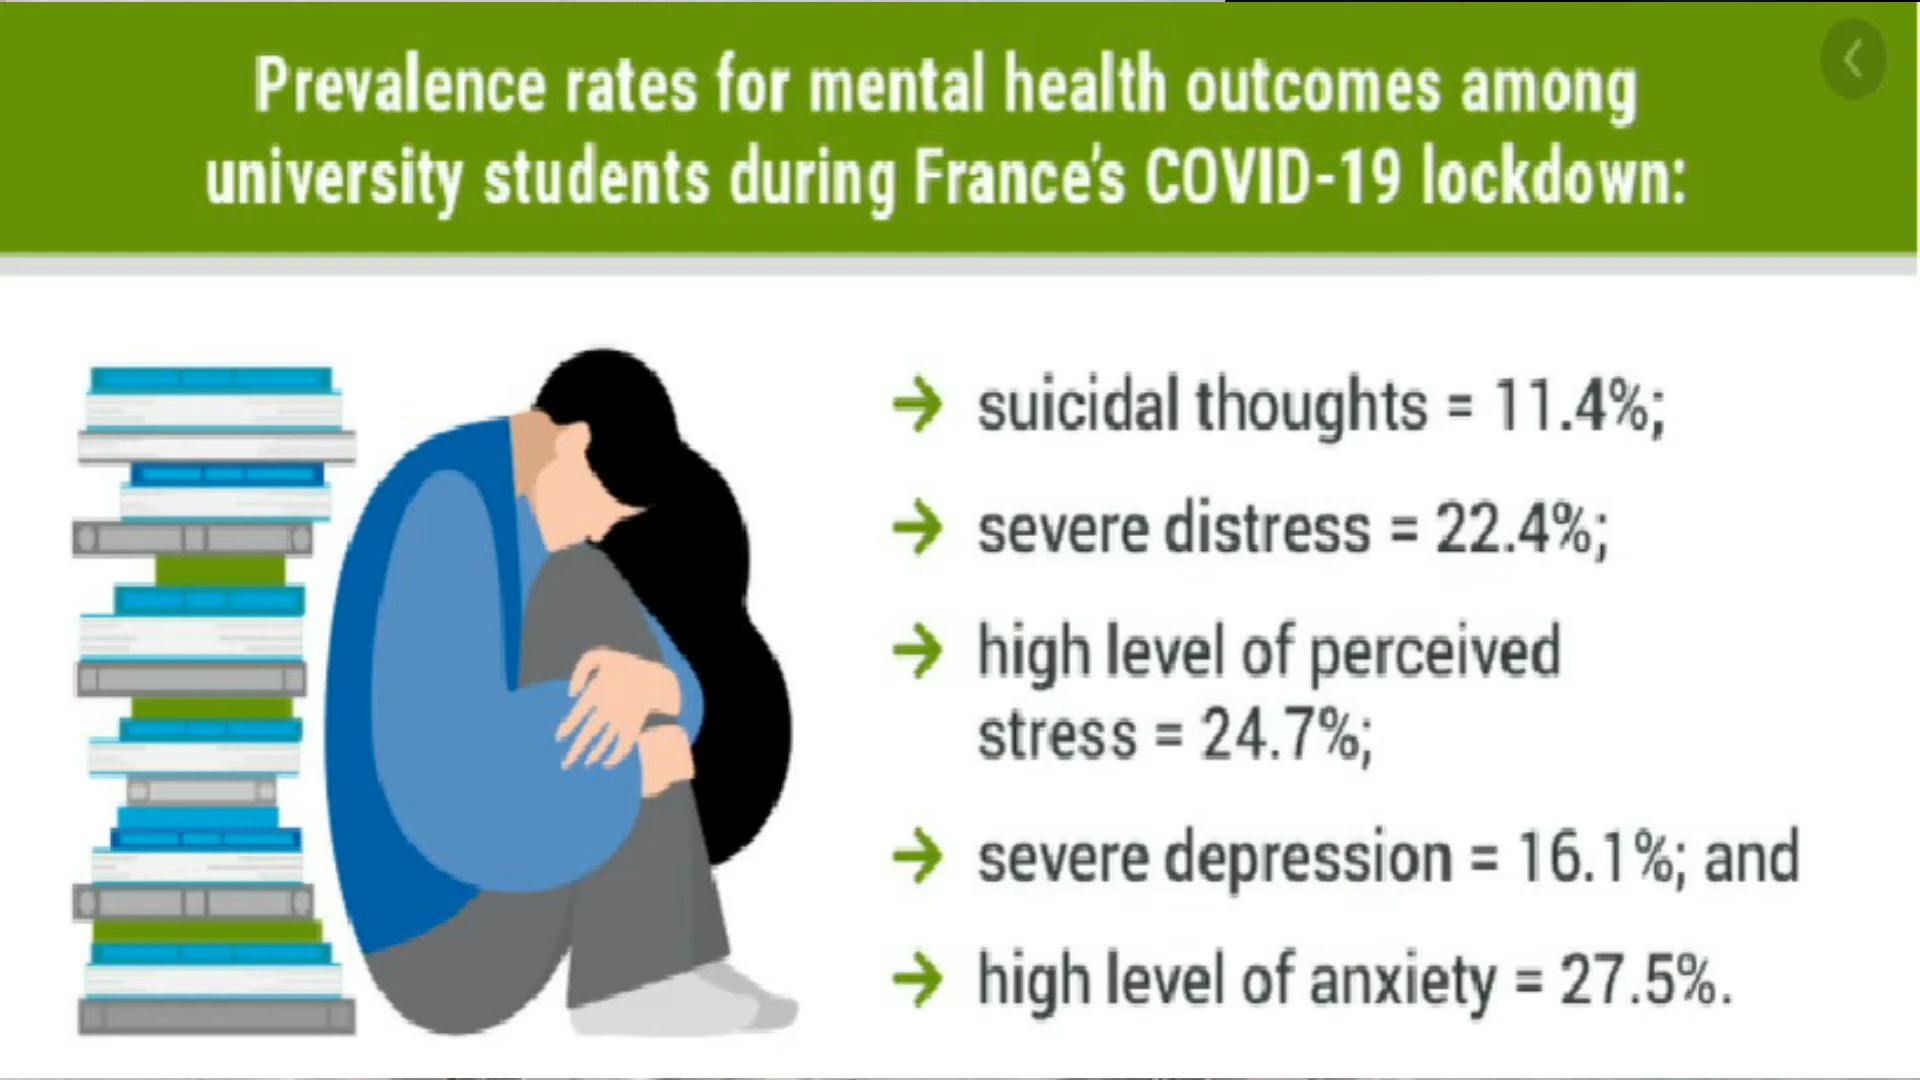 Prevalence rates for mental health outcomes among
university students during France's COVID-19 lockdown:
→ suicidal thoughts = 11.4%;
→ severe distress = 22.4%;
→ high level of perceived
stress = 24.7%;
→ severe depression = 16.1%; and
→ high level of anxiety = 27.5%.